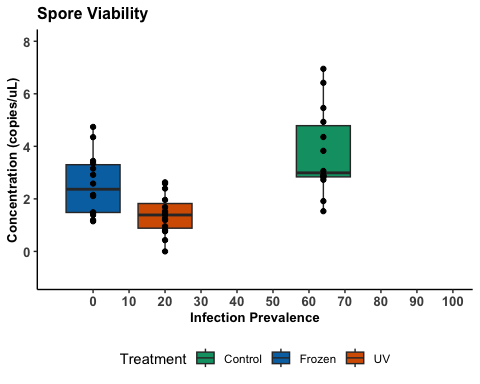 Spore Viability
Concentration (copies/uL)
8
6
4
2
0
0 10 20 30 40 50 60 70 80 90 100
Infection Prevalence
Treatment Control Frozen UV